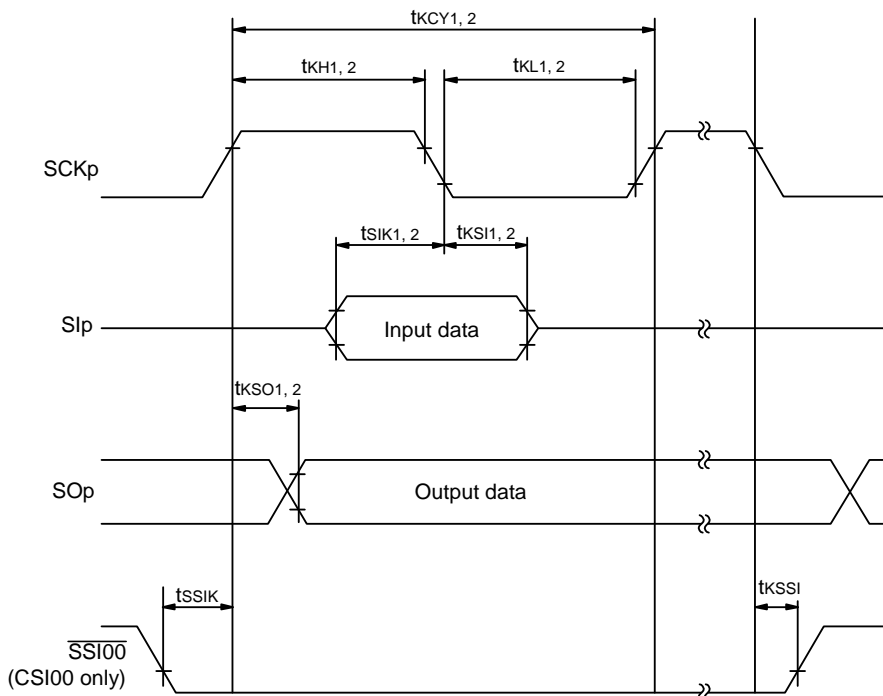 tKCY1, 2
tKH1, 2
tKL1, 2
SCKp
tSIK1, 2
tKSI1, 2
SIp
Input data
tKSO1, 2
SOp
Output data
tSSIK
tKSSI
SSI00
(CSI00 only)